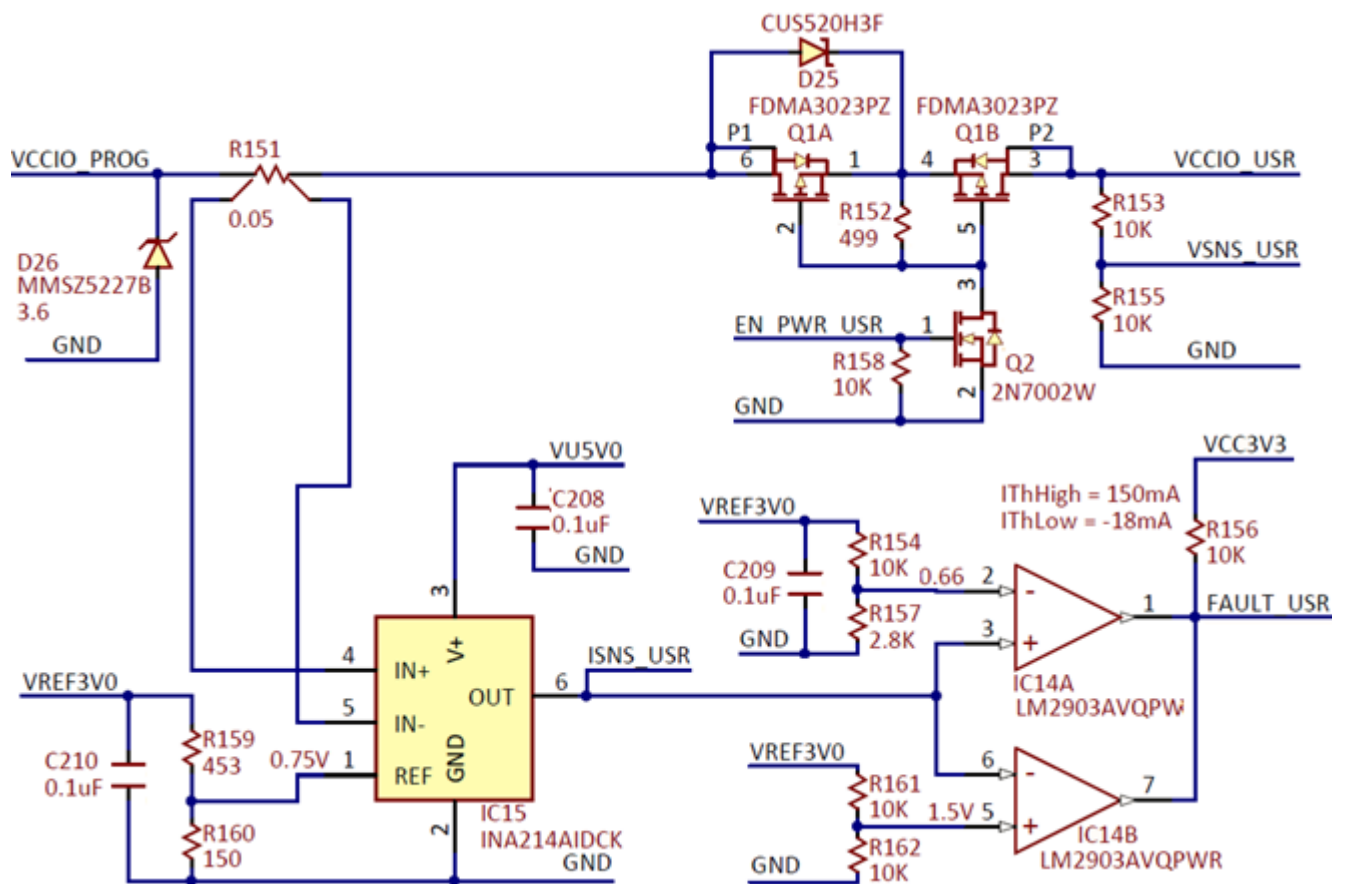 CUS520H3F
D25
FDMA3023PZ
FDMA3023PZ
P1
Q1A
Q1B
P2
VCCIO_PROG
R151
6
1
4
3
VCCIO_USR
0.05
2
R152
499
5
R153
10K
VSNS_USR
D26
MMSZ5227B
3.6
GND
3
R155
10K
EN_PWR_USR
1
R158
10K
2
Q2
2N7002W
GND
GND
VU5V0
C208
0.1uF
GND
VREF3V0
IThHigh = 150mA
IThLow = -18mA
VCC3V3
R156
10K
R154
10K
C209
0.1uF
0.66
2
-
R157
2.8K
GND
3
+
1
FAULT_USR
IC14A
LM2903AVQPW
3
V+
4
IN+
ISNS_USR
OUT
6
5
IN-
VREF3V0
C210
0.1uF
R159
453
0.75V
1
REF
GND
R160
150
2
IC15
INA214AIDCK
GND
VREF3V0
6
-
R161
10K
1.5V
5
+
7
IC14B
LM2903AVQPWR
R162
10K
GND